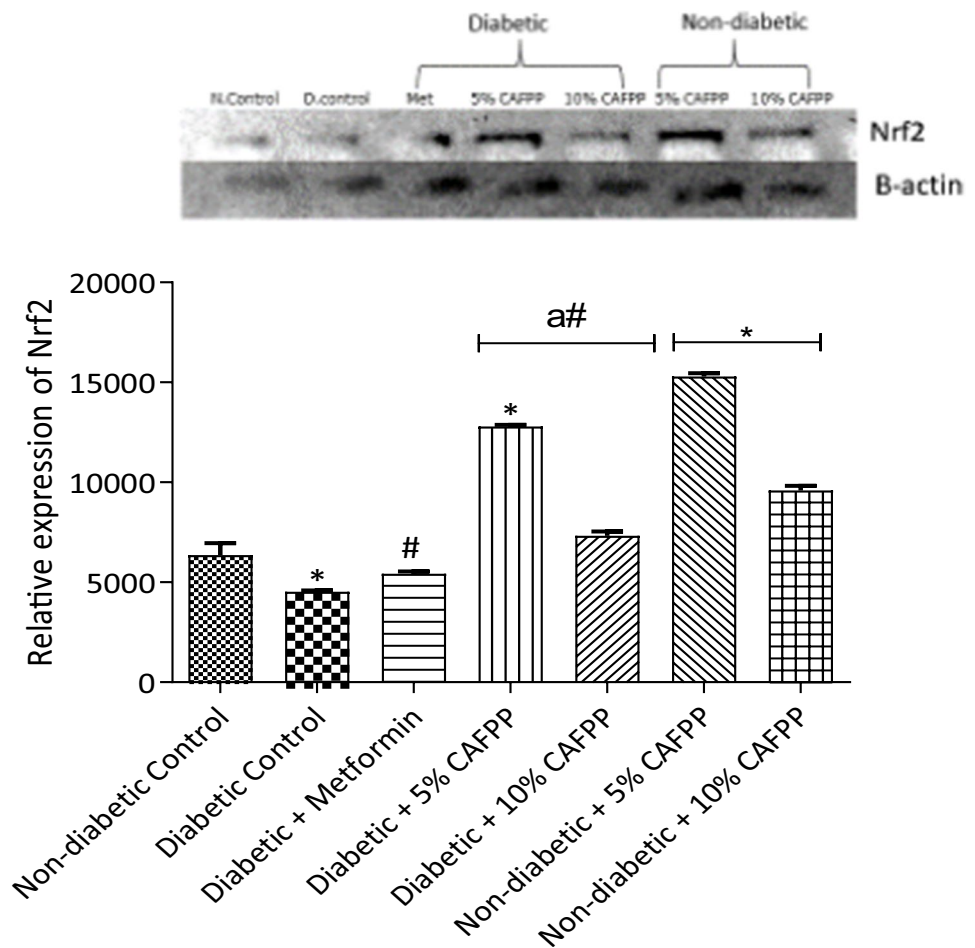 Diabetic Non-diabetic
N.Control D.control Met 5% CAFPP 10% CAFPP 5% CAFPP 10% CAFPP
Nrf2
B-actin
Relative expression of Nrf2
20000
a#
*
15000
*
10000
#
*
5000
0
Non-diabetic Control
Diabetic Control
Diabetic + Metformin
Diabetic + 5% CAFPP
Diabetic + 10% CAFPP
Non-diabetic + 5% CAFPP
Non-diabetic + 10% CAFPP